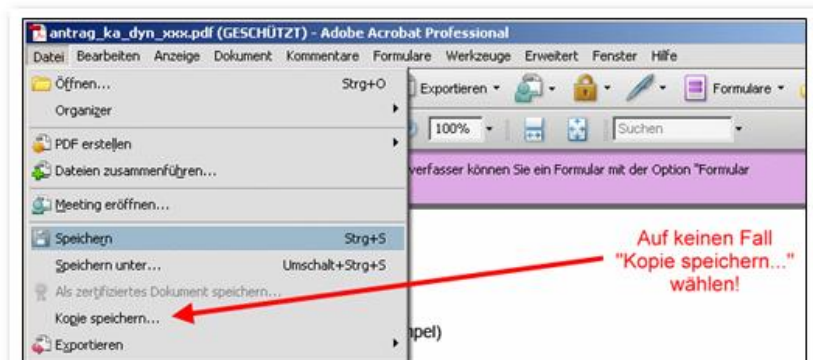 antrag_ka_dyn_xxx.pdf (GESCHÜTZT) - Adobe Acrobat Professional
Datei Bearbeiten Anzeige Dokument Kommentare Formulare Werkzeuge Erweitert Fenster Hilfe
Öffnen... Strg+O
Exportieren
Formulare
Organizer
100%
Suchen
PDF erstellen
Dateien zusammenführen...
verfasser können Sie ein Formular mit der Option "Formular
Meeting eröffnen...
Speichern Strg+S
Auf keinen Fall
"Kopie speichern..."
wählen!
Speichern unter... Umschalt+Strg+S
Als zertifiziertes Dokument speichern...
Kopie speichern...
Exportieren